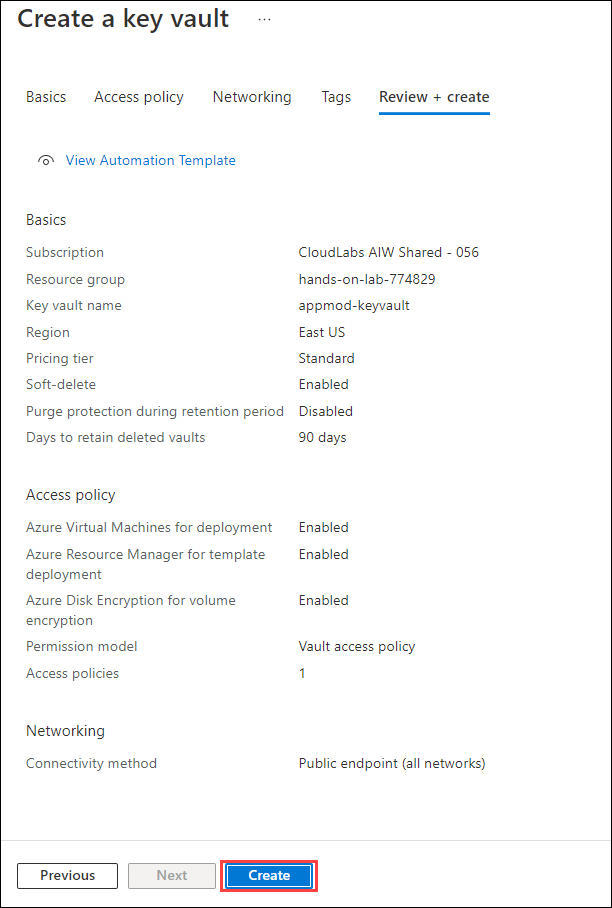 Create a key vault ...
Basics Access policy Networking Tags Review + create
View Automation Template
Basics
Subscription CloudLabs AIW Shared - 056
Resource group hands-on-lab-774829
Key vault name appmod-keyvault
Region East US
Pricing tier Standard
Soft-delete Enabled
Purge protection during retention period Disabled
Days to retain deleted vaults 90 days
Access policy
Azure Virtual Machines for deployment Enabled
Azure Resource Manager for template Enabled
deployment
Azure Disk Encryption for volume Enabled
encryption
Permission model Vault access policy
Access policies 1
Networking
Connectivity method Public endpoint (all networks)
Previous Next Create